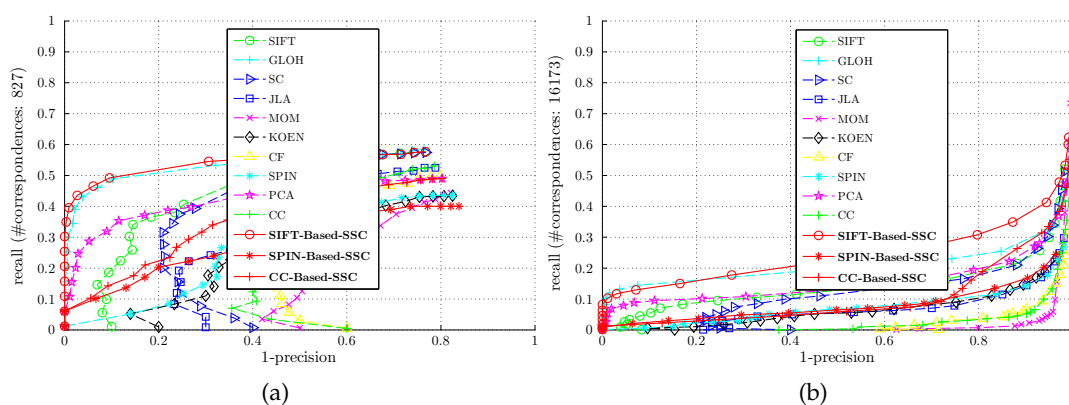 recall (#correspondences: 827)
1
0.9
0.8
0.7
0.6
0.5
0.4
0.3
0.2
0.1
0
SIFT
GLOH
SC
JLA
MOM
KOEN
CF
SPIN
PCA
CC
SIFT-Based-SSC
SPIN-Based-SSC
CC-Based-SSC
0 0.2 0.4 0.6 0.8 1
1-precision
(a)
recall (#correspondences: 16173)
1
0.9
0.8
0.7
0.6
0.5
0.4
0.3
0.2
0.1
0
SIFT
GLOH
SC
JLA
MOM
KOEN
CF
SPIN
PCA
CC
SIFT-Based-SSC
SPIN-Based-SSC
CC-Based-SSC
0 0.2 0.4 0.6 0.8
1-precision
(b)